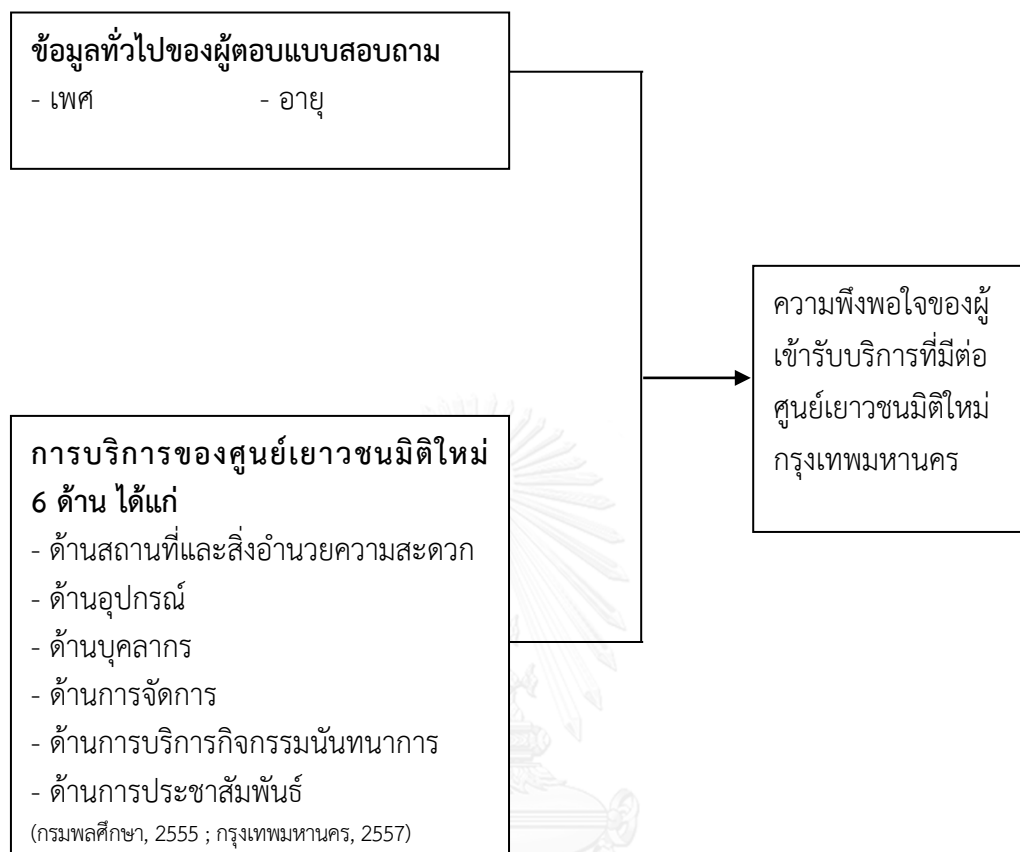 ข้อมูลทั่วไปของผู้ตอบแบบสอบถาม
- เพศ - อายุ
ความพึงพอใจของผู้
เข้ารับบริการที่มีต่อ
ศูนย์เยาวชนมิติใหม่
กรุงเทพมหานคร
การบริการของศูนย์เยาวชนมิติใหม่
6 ด้าน ได้แก่
- ด้านสถานที่และสิ่งอำนวยความสะดวก
- ด้านอุปกรณ์
- ด้านบุคลากร
- ด้านการจัดการ
- ด้านการบริการกิจกรรมนันทนาการ
- ด้านการประชาสัมพันธ์
(กรมพลศึกษา, 2555 ; กรุงเทพมหานคร, 2557)